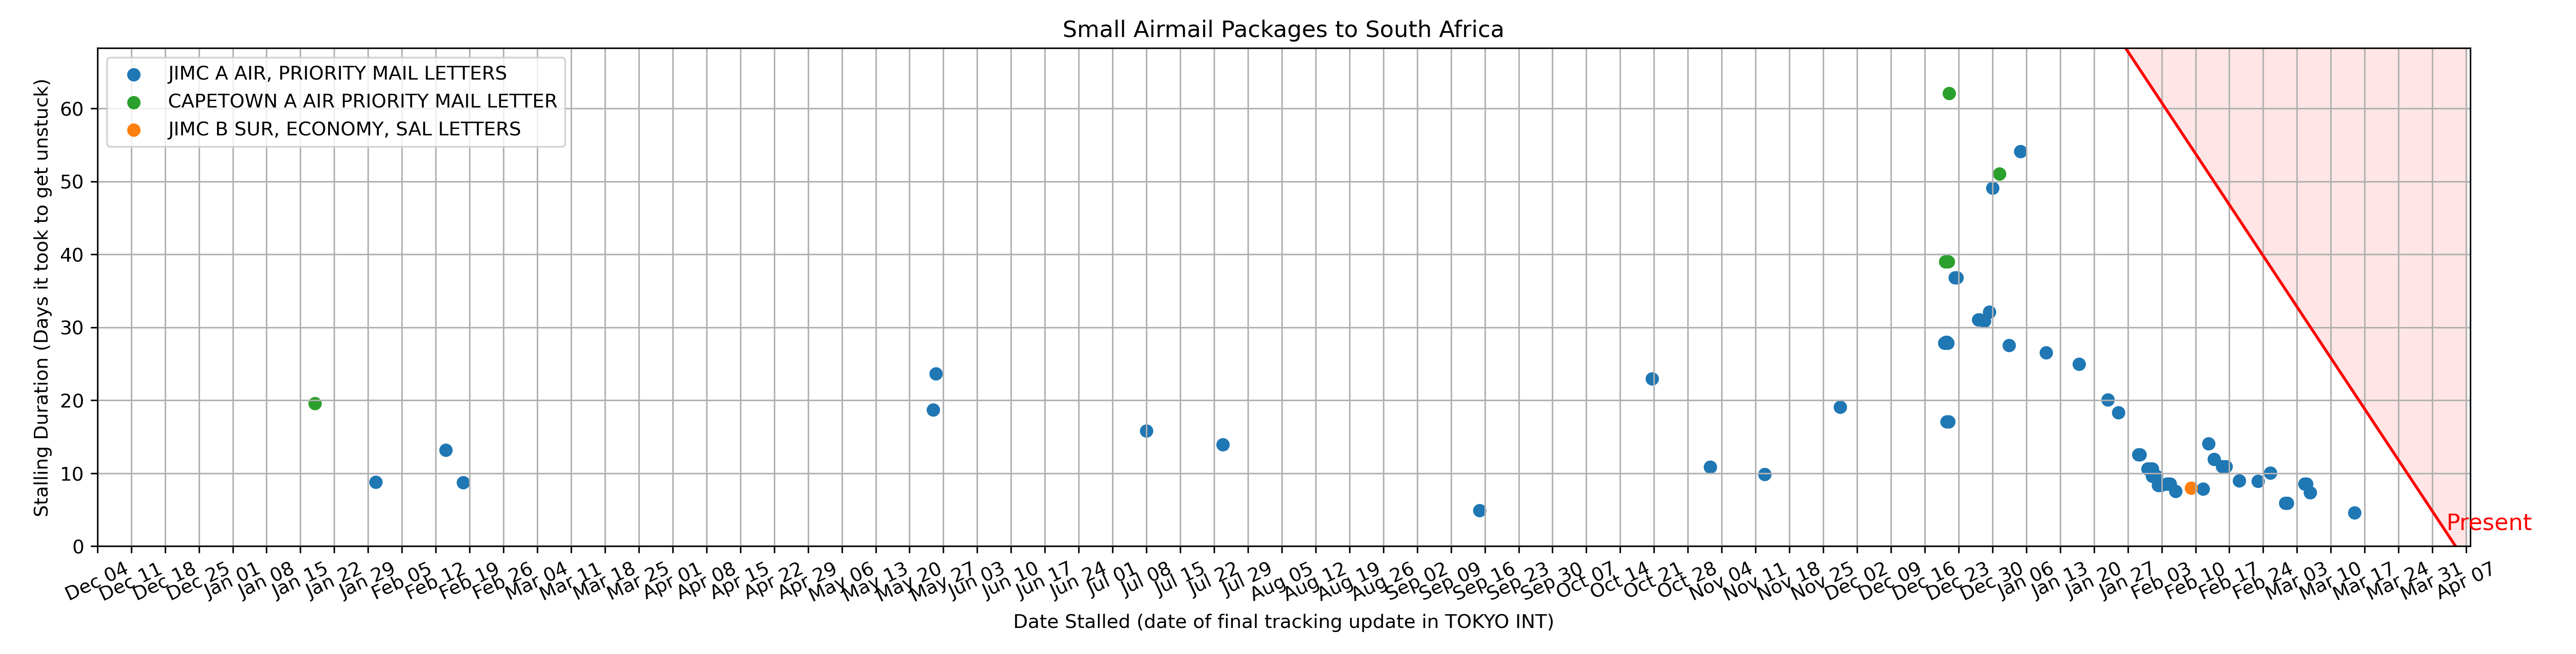 Small Airmail Packages to South Africa
JIMC A AIR, PRIORITY MAIL LETTERS
CAPETOWN A AIR PRIORITY MAIL LETTER
JIMC B SUR, ECONOMY, SAL LETTERS
Stalling Duration (Days it took to get unstuck)
60
50
40
30
20
10
0
Present
Dec 04
Dec 11
Dec 18
Dec 25
Jan 01
Jan 08
Jan 15
Jan 22
Jan 29
Feb 05
Feb 12
Feb 19
Feb 26
Mar 04
Mar 11
Mar 18
Mar 25
Apr 01
Apr 08
Apr 15
Apr 22
Apr 29
May 06
May 13
May 20
May 27
Jun 03
Jun 10
Jun 17
Jun 24
Jul 01
Jul 08
Jul 15
Jul 22
Jul 29
Aug 05
Aug 12
Aug 19
Aug 26
Sep 02
Sep 09
Sep 16
Sep 23
Sep 30
Oct 07
Oct 14
Oct 21
Oct 28
Nov 04
Nov 11
Nov 18
Nov 25
Dec 02
Dec 09
Dec 16
Dec 23
Dec 30
Jan 06
Jan 13
Jan 20
Jan 27
Feb 03
Feb 10
Feb 17
Feb 24
Mar 03
Mar 10
Mar 17
Mar 24
Mar 31
Apr 07
Date Stalled (date of final tracking update in TOKYO INT)